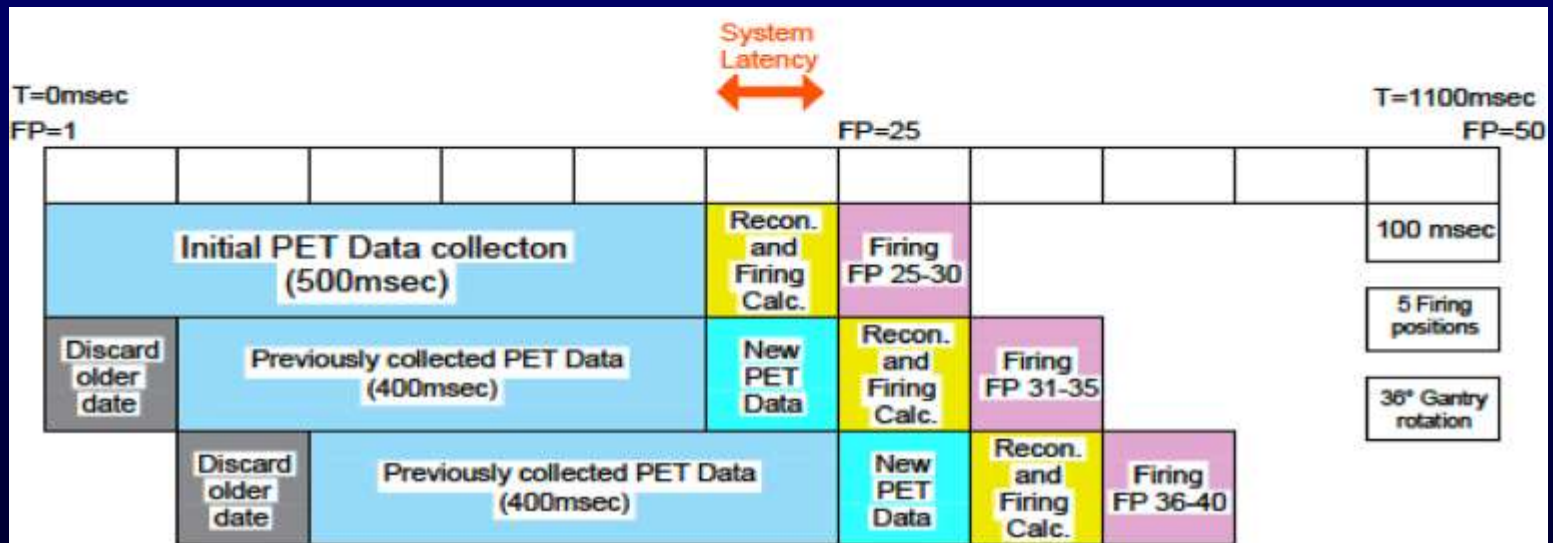 System
Latency
T=0msec
T=1100msec
FP=1
FP=25
FP=50
Initial PET Data collecton
(500msec)
Recon.
and
Firing
Calc.
Firing
FP 25-30
100 msec
Discard
older
date
Previously collected PET Data
(400msec)
New
PET
Data
Recon.
and
Firing
Calc.
Firing
FP 31-35
5 Firing
positions
36° Gantry
rotation
Discard
older
date
Previously collected PET Data
(400msec)
New
PET
Data
Recon.
and
Firing
Calc.
Firing
FP 36-40